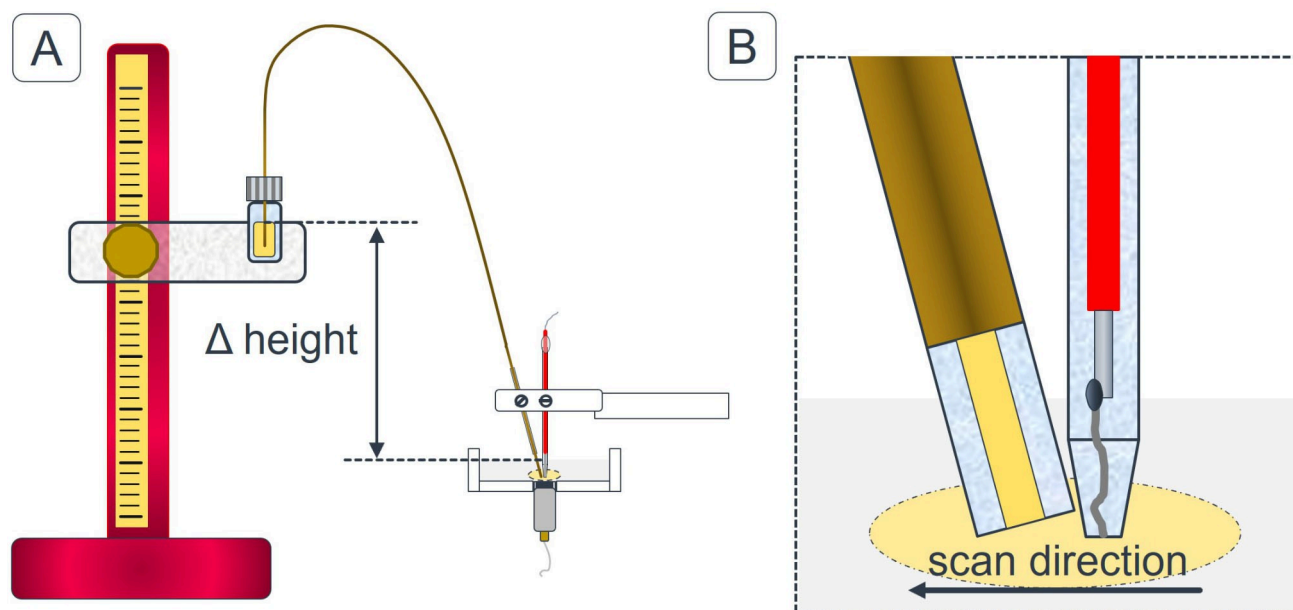 A
Δ height
B
scan direction